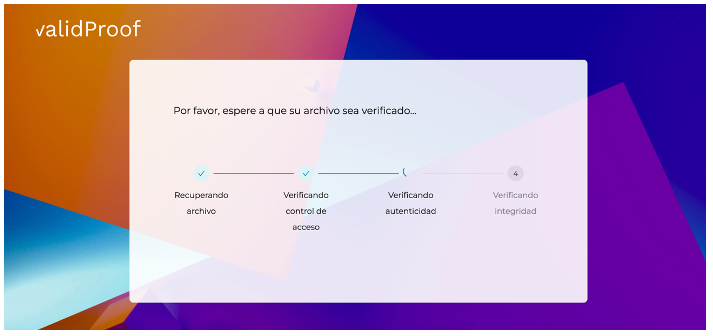 validProof
Por favor, espere a que su archivo sea verificado...
4
Recuperando
archivo
Verificando
control de
acceso
Verificando
autenticidad
Verificando
integridad